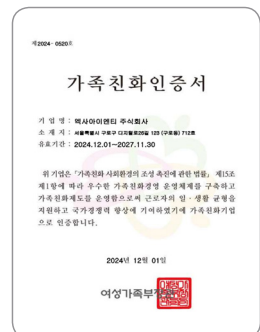 제2024 - 0520호
가족친화인증서
기 업 명 : 엑사아이엔티 주식회사
소 재 지 : 서울특별시 구로구 디지털로26길 123 (구로동) 712호
유효기간 : 2024.12.01~2027.11.30
위 기업은 「가족친화 사회환경의 조성 촉진에 관한 법률」 제15조
제1항에 따라 우수한 가족친화경영 운영체제를 구축하고
가족친화제도를 운영함으로써 근로자의 일 · 생활 균형을
지원하고 국가경쟁력 향상에 기여하였기에 가족친화기업
으로 인증합니다.
2024년 12월 01일
여성가족부장관